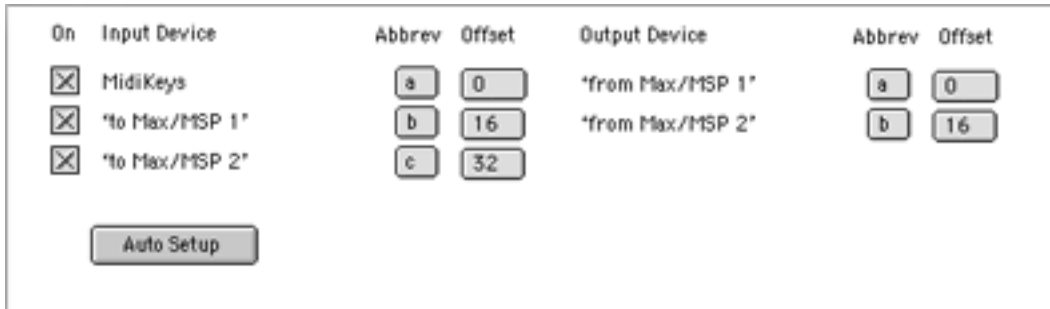 On Input Device Abbrev Offset Output Device Abbrev Offset
MidiKeys a 0 "from Max/MSP 1" a 0
"to Max/MSP 1" b 16 "from Max/MSP 2" b 16
"to Max/MSP 2" c 32
Auto Setup